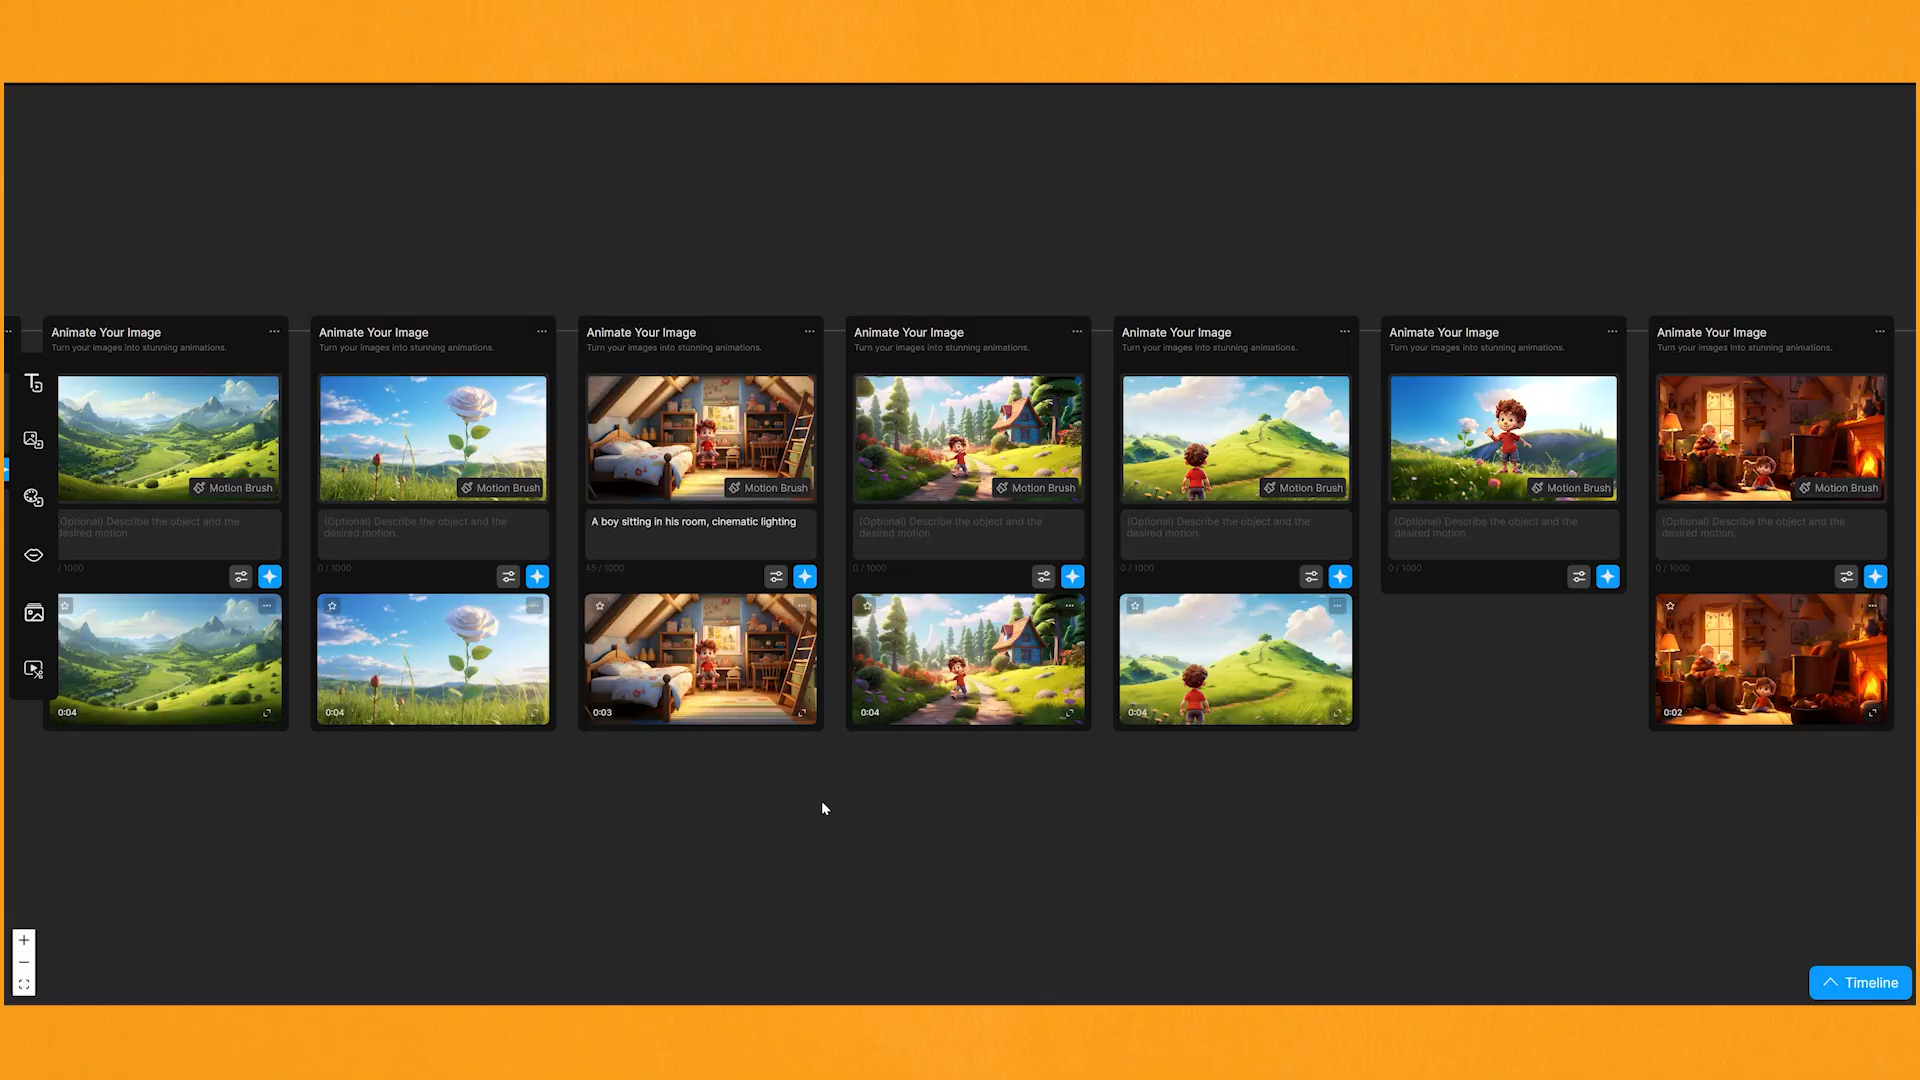 Animate Your Image
Turn your images into stunning animations.
Motion Brush
(Optional) Describe the object and the
desired motion.
/ 1000
0:04
Animate Your Image
Turn your images into stunning animations.
Motion Brush
(Optional) Describe the object and the
desired motion.
0 / 1000
0:04
Animate Your Image
Turn your images into stunning animations.
Motion Brush
A boy sitting in his room, cinematic lighting
45 / 1000
0:03
Animate Your Image
Turn your images into stunning animations.
Motion Brush
(Optional) Describe the object and the
desired motion.
0 / 1000
0:04
Animate Your Image
Turn your images into stunning animations.
Motion Brush
(Optional) Describe the object and the
desired motion.
0 / 1000
0:04
Animate Your Image
Turn your images into stunning animations.
Motion Brush
(Optional) Describe the object and the
desired motion.
0 / 1000
Animate Your Image
Turn your images into stunning animations.
Motion Brush
(Optional) Describe the object and the
desired motion.
0 / 1000
0:02
Timeline